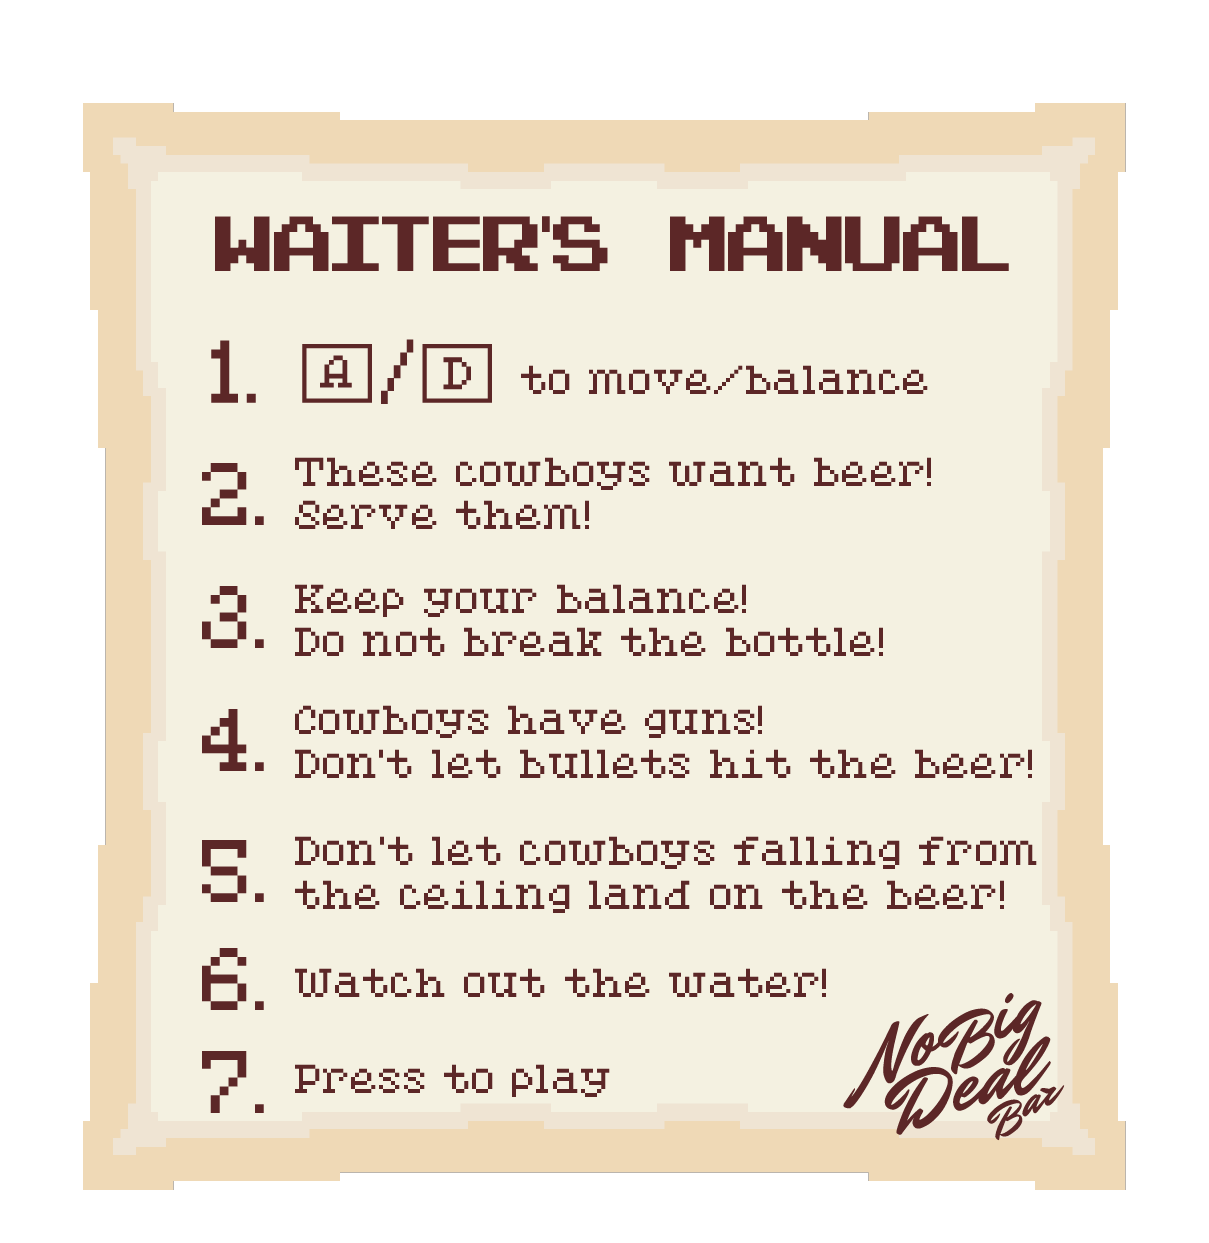 WAITER'S MANUAL
1. A/D to move/balance
2. These cowboys want beer!
Serve them!
3. Keep your balance!
Do not break the bottle!
4. Cowboys have guns!
Don't let bullets hit the beer!
5. Don't let cowboys falling from
the ceiling land on the beer!
6. Watch out the water!
7. Press to play
No Big
Deal
Bar